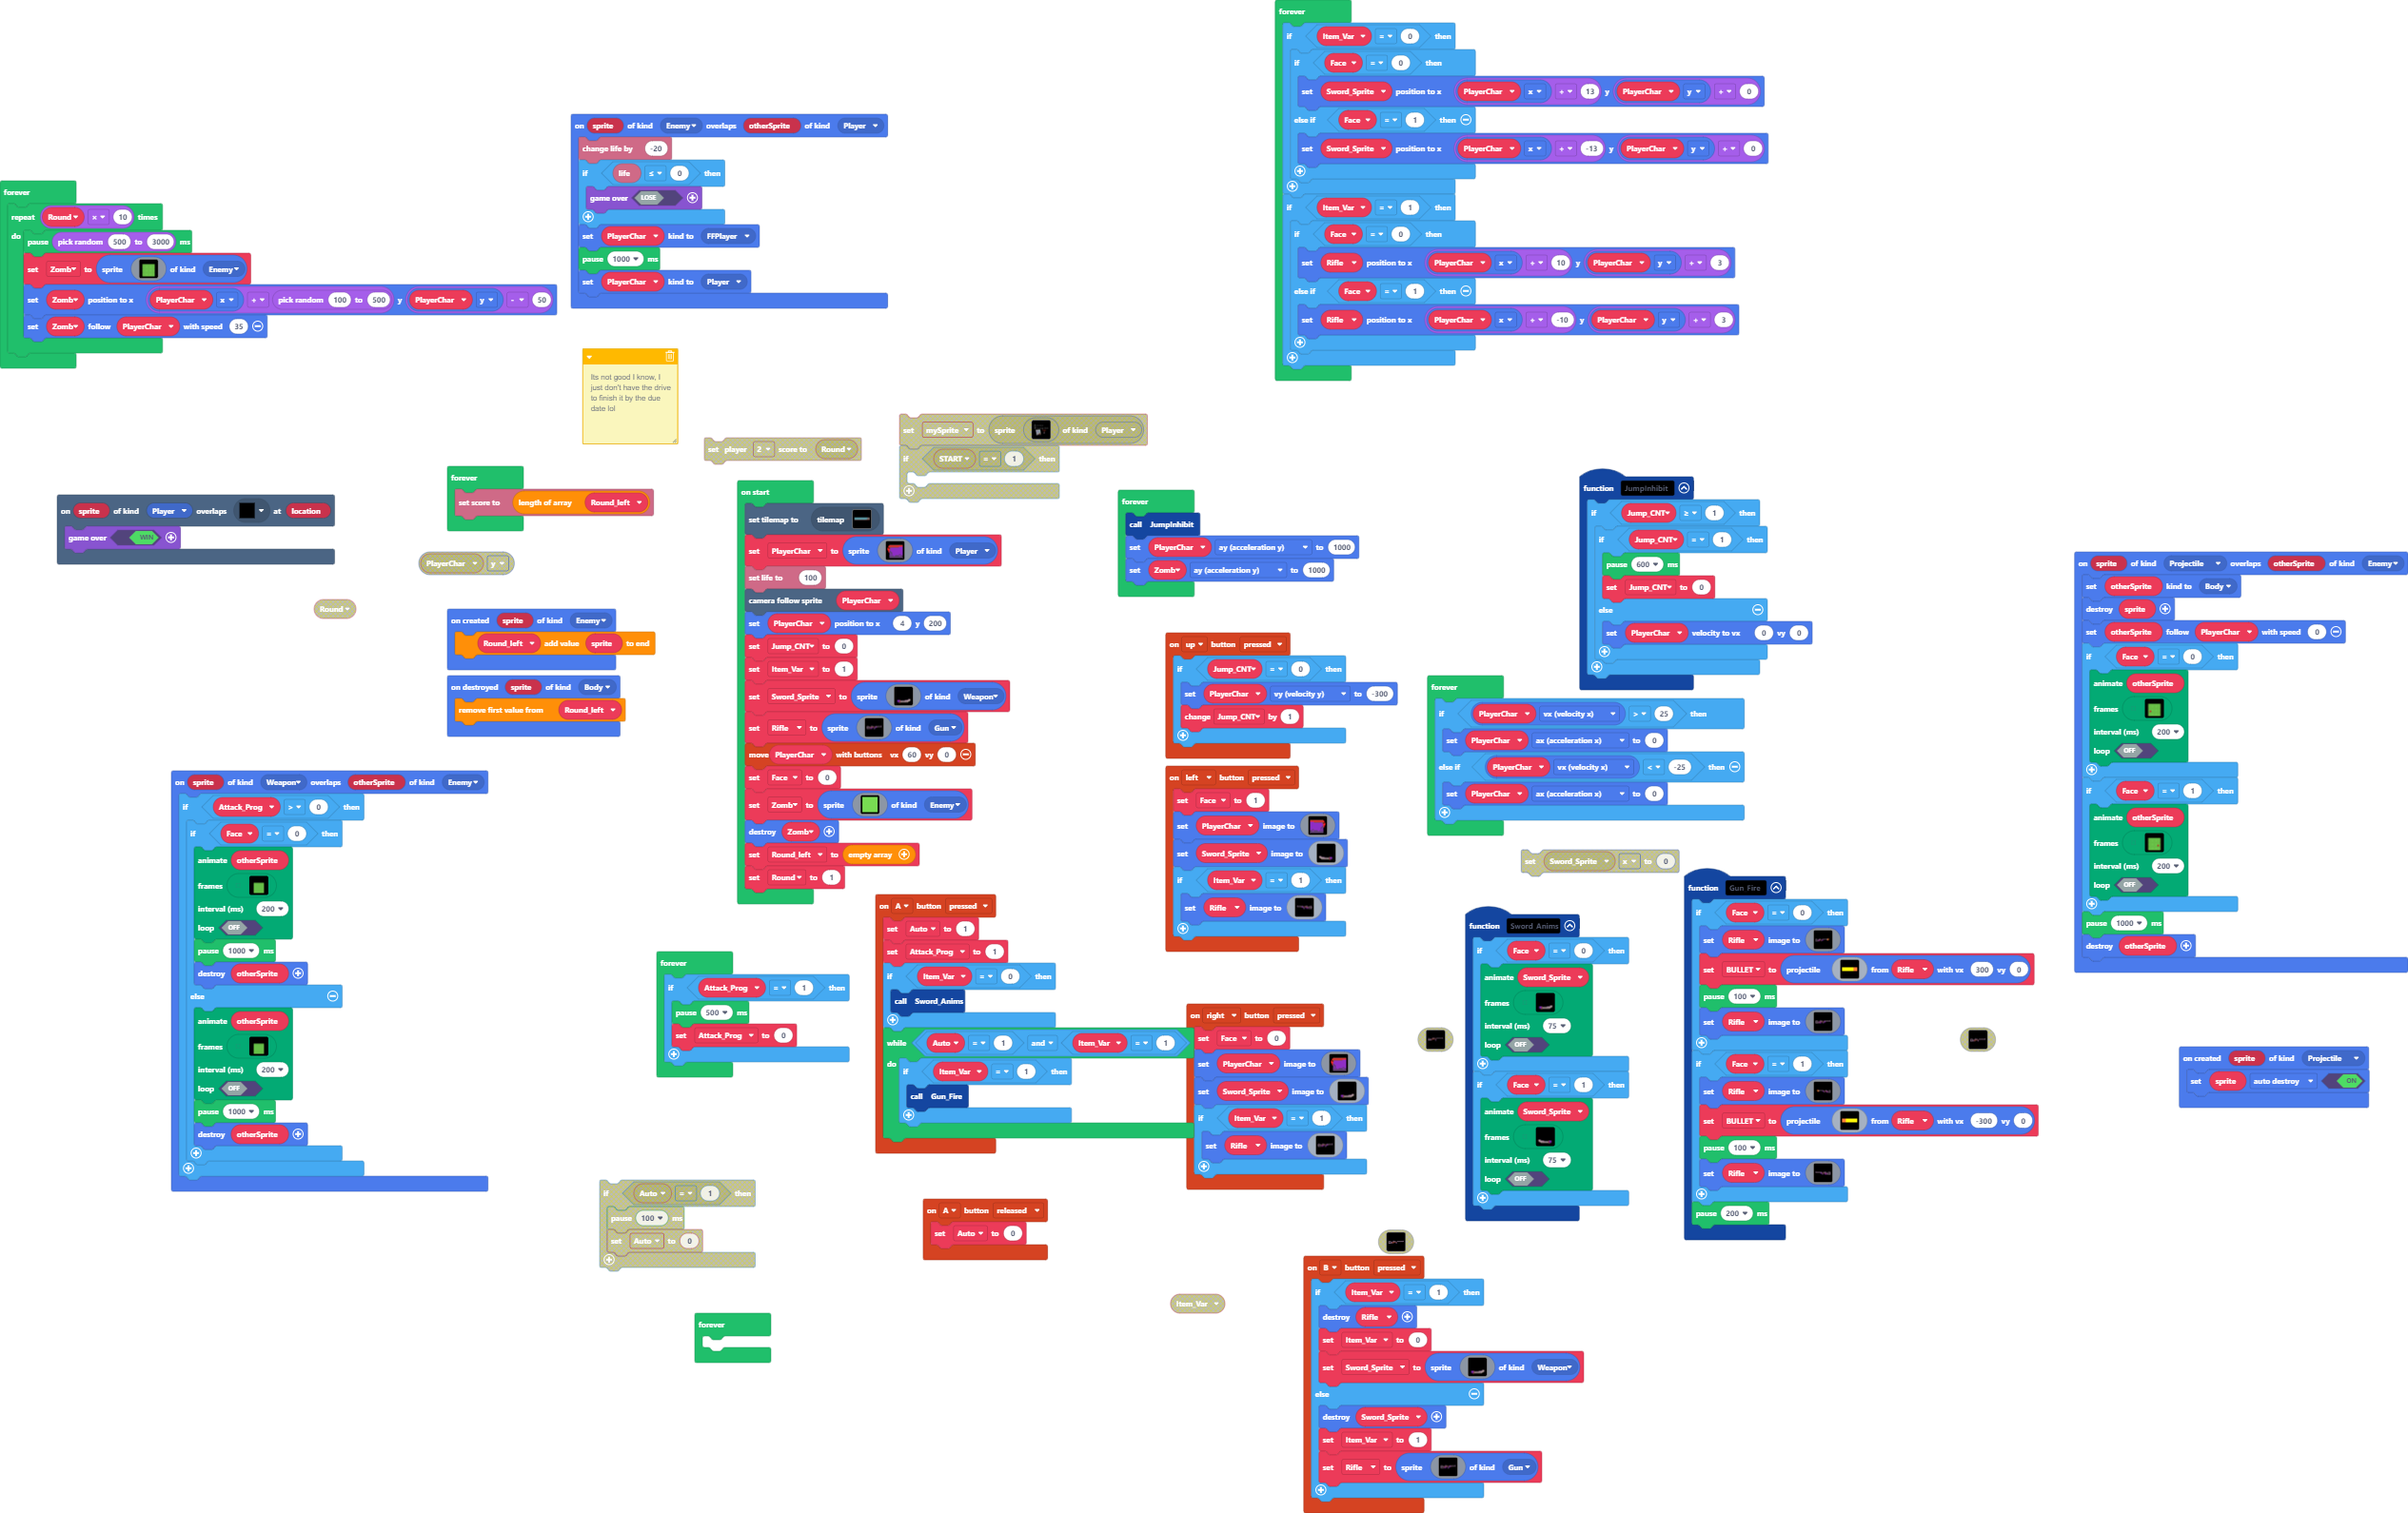 forever
if Item_Var = 0 then
if Face = 0 then
set Sword_Sprite position to x PlayerChar x + 13 y PlayerChar y + 0
else if Face = 1 then
set Sword_Sprite position to x PlayerChar x + -13 y PlayerChar y + 0
if Item_Var = 1 then
if Face = 0 then
set Rifle position to x PlayerChar x + 10 y PlayerChar y + 3
else if Face = 1 then
set Rifle position to x PlayerChar x + -10 y PlayerChar y + 3
on sprite of kind Enemy overlaps otherSprite of kind Player
change life by -20
if life ≤ 0 then
game over LOSE
set PlayerChar kind to FFPlayer
pause 1000 ms
set PlayerChar kind to Player
forever
repeat Round x 10 times
do pause pick random 500 to 3000 ms
set Zomb to sprite of kind Enemy
set Zomb position to x PlayerChar x + pick random 100 to 500 y PlayerChar y - 50
set Zomb follow PlayerChar with speed 35
Its not good I know, I
just don't have the drive
to finish it by the due
date lol
set player 2 score to Round
set mySprite to sprite of kind Player
if START = 1 then
forever
set score to length of array Round_left
on sprite of kind Player overlaps at location
game over WIN
PlayerChar y
Round
on created sprite of kind Enemy
Round_left add value sprite to end
on destroyed sprite of kind Body
remove first value from Round_left
on start
set tilemap to tilemap
set PlayerChar to sprite of kind Player
set life to 100
camera follow sprite PlayerChar
set PlayerChar position to x 4 y 200
set Jump_CNT to 0
set Item_Var to 1
set Sword_Sprite to sprite of kind Weapon
set Rifle to sprite of kind Gun
move PlayerChar with buttons vx 60 vy 0
set Face to 0
set Zomb to sprite of kind Enemy
destroy Zomb
set Round_left to empty array
set Round to 1
forever
call JumpInhibit
set PlayerChar ay (acceleration y) to 1000
set Zomb ay (acceleration y) to 1000
function JumpInhibit
if Jump_CNT ≥ 1 then
if Jump_CNT = 1 then
pause 600 ms
set Jump_CNT to 0
else
set PlayerChar velocity to vx 0 vy 0
on up button pressed
if Jump_CNT = 0 then
set PlayerChar vy (velocity y) to -300
change Jump_CNT by 1
forever
if PlayerChar vx (velocity x) > 25 then
set PlayerChar ax (acceleration x) to 0
else if PlayerChar vx (velocity x) < -25 then
set PlayerChar ax (acceleration x) to 0
on left button pressed
set Face to 1
set PlayerChar image to
set Sword_Sprite image to
if Item_Var = 1 then
set Rifle image to
set Sword_Sprite x to 0
on sprite of kind Projectile overlaps otherSprite of kind Enemy
set otherSprite kind to Body
destroy sprite
set otherSprite follow PlayerChar with speed 0
if Face = 0 then
animate otherSprite
frames
interval (ms) 200
loop OFF
if Face = 1 then
animate otherSprite
frames
interval (ms) 200
loop OFF
pause 1000 ms
destroy otherSprite
on sprite of kind Weapon overlaps otherSprite of kind Enemy
if Attack_Prog > 0 then
if Face = 0 then
animate otherSprite
frames
interval (ms) 200
loop OFF
pause 1000 ms
destroy otherSprite
else
animate otherSprite
frames
interval (ms) 200
loop OFF
pause 1000 ms
destroy otherSprite
forever
if Attack_Prog = 1 then
pause 500 ms
set Attack_Prog to 0
on A button pressed
set Auto to 1
set Attack_Prog to 1
if Item_Var = 0 then
call Sword_Anims
while Auto = 1 and Item_Var = 1
do if Item_Var = 1 then
call Gun_Fire
on right button pressed
set Face to 0
set PlayerChar image to
set Sword_Sprite image to
if Item_Var = 1 then
set Rifle image to
function Sword Anims
if Face = 0 then
animate Sword_Sprite
frames
interval (ms) 75
loop OFF
if Face = 1 then
animate Sword_Sprite
frames
interval (ms) 75
loop OFF
function Gun Fire
if Face = 0 then
set Rifle image to
set BULLET to projectile from Rifle with vx 300 vy 0
pause 100 ms
set Rifle image to
if Face = 1 then
set Rifle image to
set BULLET to projectile from Rifle with vx -300 vy 0
pause 100 ms
set Rifle image to
pause 200 ms
on created sprite of kind Projectile
set sprite auto destroy ON
if Auto = 1 then
pause 100 ms
set Auto to 0
on A button released
set Auto to 0
forever
Item_Var
on B button pressed
if Item_Var = 1 then
destroy Rifle
set Item_Var to 0
set Sword_Sprite to sprite of kind Weapon
else
destroy Sword_Sprite
set Item_Var to 1
set Rifle to sprite of kind Gun